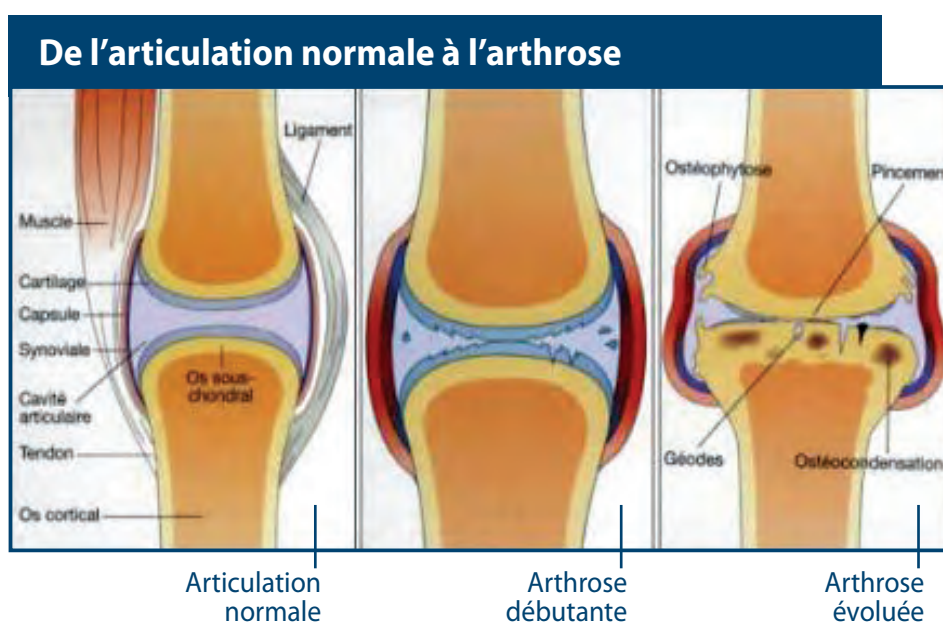 De l'articulation normale à l'arthrose
Ligament
Muscle
Cartilage
Capsule
Synoviale
Os sous-
chondral
Cavité
articulaire
Tendon
Os cortical
Ostéophytose
Pincemen
Géodes
Ostéocondensation
Articulation
normale
Arthrose
débutante
Arthrose
évoluée